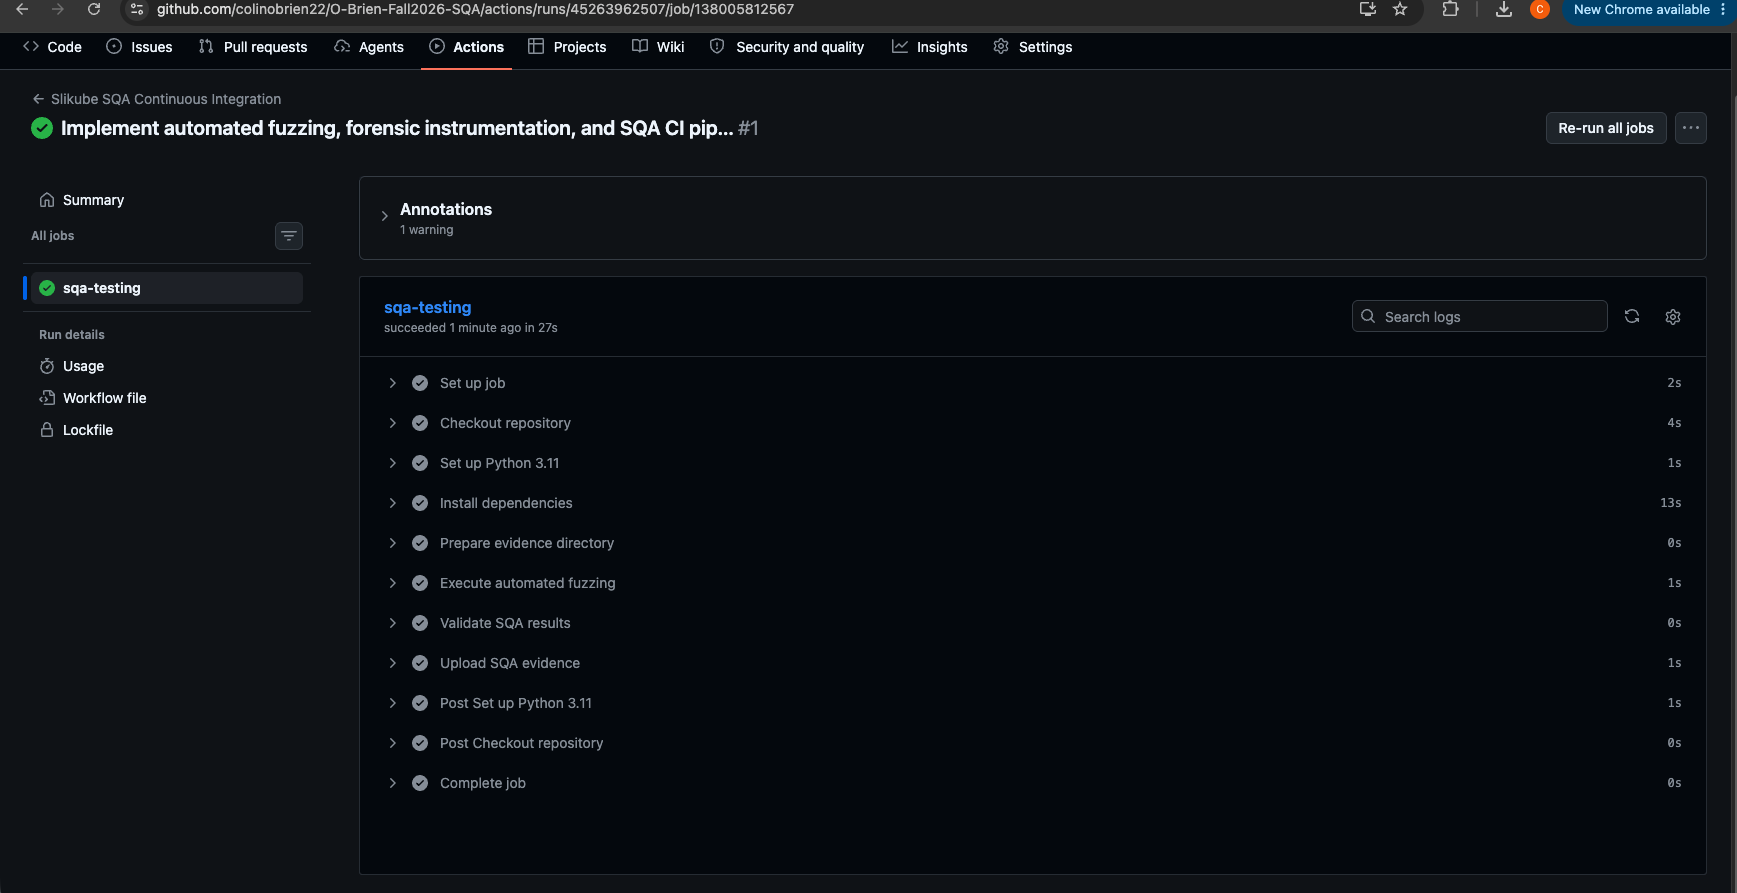 github.com/colinobrien22/O-Brien-Fall2026-SQA/actions/runs/45263962507/job/138005812567
C
New Chrome available
Code
Issues
Pull requests
Agents
Actions
Projects
Wiki
Security and quality
Insights
Settings
Slikube SQA Continuous Integration
Implement automated fuzzing, forensic instrumentation, and SQA CI pip... #1
Re-run all jobs
Summary
All jobs
sqa-testing
Run details
Usage
Workflow file
Lockfile
Annotations
1 warning
sqa-testing
succeeded 1 minute ago in 27s
Search logs
Set up job 2s
Checkout repository 4s
Set up Python 3.11 1s
Install dependencies 13s
Prepare evidence directory 0s
Execute automated fuzzing 1s
Validate SQA results 0s
Upload SQA evidence 1s
Post Set up Python 3.11 1s
Post Checkout repository 0s
Complete job 0s